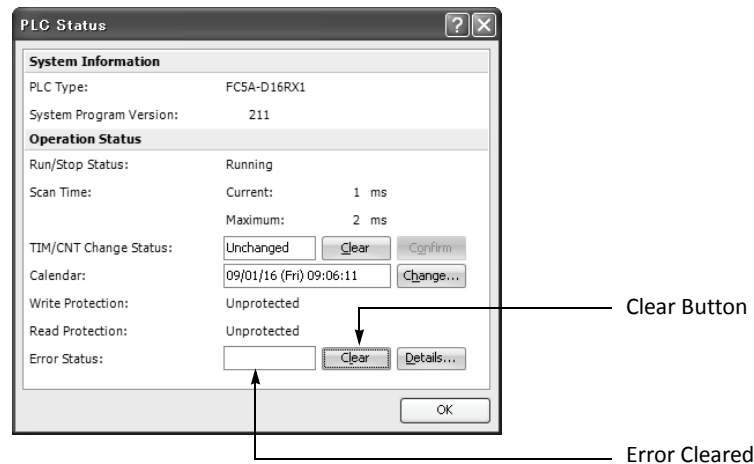 PLC Status
System Information
PLC Type: FC5A-D16RX1
System Program Version: 211
Operation Status
Run/Stop Status: Running
Scan Time: Current: 1 ms
Maximum: 2 ms
TIM/CNT Change Status: Unchanged Clear Confirm
Calendar: 09/01/16 (Fri) 09:06:11 Change...
Write Protection: Unprotected
Clear Button
Read Protection: Unprotected
Error Status: Clear Details...
OK
Error Cleared